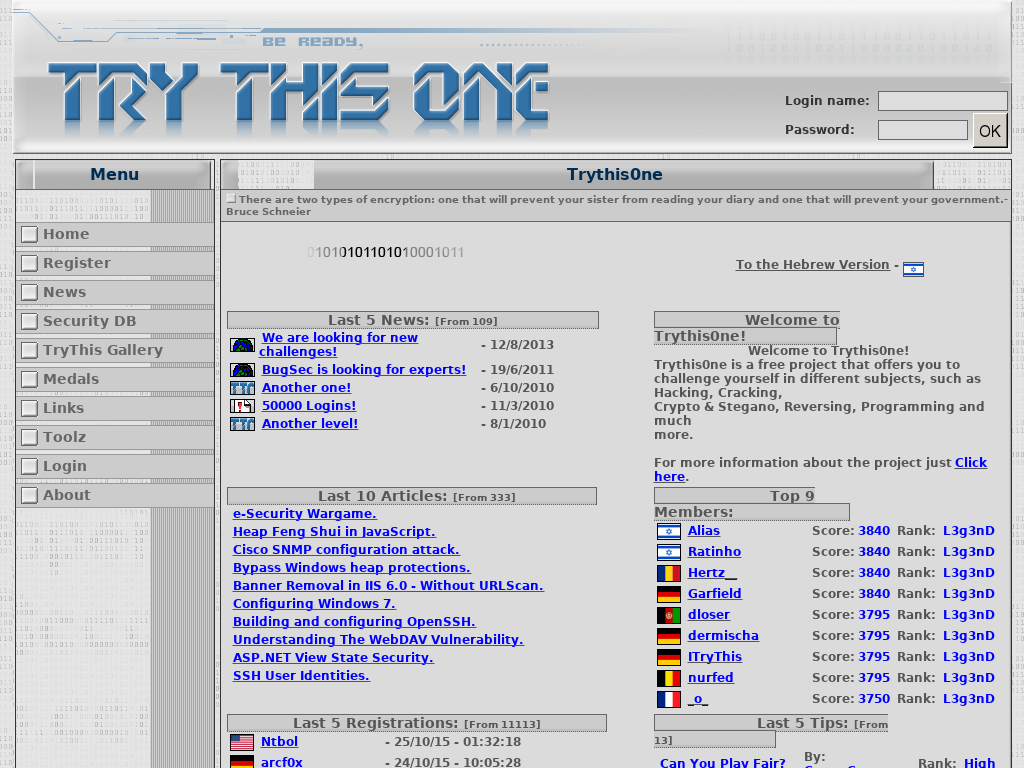 BE READY,
TRY THIS ONE
Login name:
Password:
OK
Menu
Home
Register
News
Security DB
TryThis Gallery
Medals
Links
Toolz
Login
About
Trythis0ne
There are two types of encryption: one that will prevent your sister from reading your diary and one that will prevent your government.-
Bruce Schneier
01010101101010001011
To the Hebrew Version -
Last 5 News: [From 109]
We are looking for new
challenges! - 12/8/2013
BugSec is looking for experts! - 19/6/2011
Another one! - 6/10/2010
50000 Logins! - 11/3/2010
Another level! - 8/1/2010
Welcome to
Trythis0ne!
Welcome to Trythis0ne!
Trythis0ne is a free project that offers you to
challenge yourself in different subjects, such as
Hacking, Cracking,
Crypto & Stegano, Reversing, Programming and
much
more.
For more information about the project just Click
here.
Last 10 Articles: [From 333]
e-Security Wargame.
Heap Feng Shui in JavaScript.
Cisco SNMP configuration attack.
Bypass Windows heap protections.
Banner Removal in IIS 6.0 - Without URLScan.
Configuring Windows 7.
Building and configuring OpenSSH.
Understanding The WebDAV Vulnerability.
ASP.NET View State Security.
SSH User Identities.
Top 9
Members:
Alias Score: 3840 Rank: L3g3nD
Ratinho Score: 3840 Rank: L3g3nD
Hertz__ Score: 3840 Rank: L3g3nD
Garfield Score: 3840 Rank: L3g3nD
dloser Score: 3795 Rank: L3g3nD
dermischa Score: 3795 Rank: L3g3nD
ITryThis Score: 3795 Rank: L3g3nD
nurfed Score: 3795 Rank: L3g3nD
_o_ Score: 3750 Rank: L3g3nD
Last 5 Registrations: [From 11113]
Ntbol - 25/10/15 - 01:32:18
arcf0x - 24/10/15 - 10:05:28
Last 5 Tips: [From
13]
Can You Play Fair? By: Rank: High